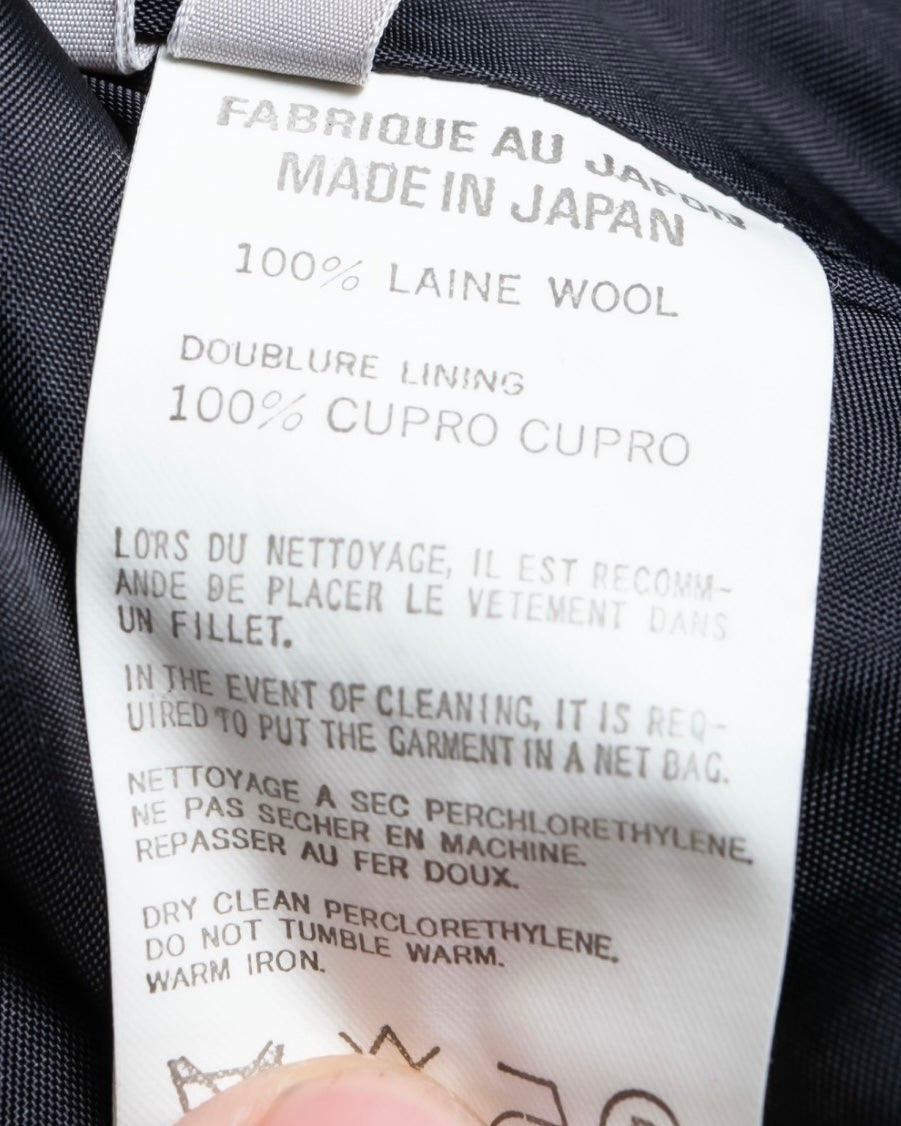 FABRIQUE AU JAPON
MADE IN JAPAN
100% LAINE WOOL
DOUBLURE LINING
100% CUPRO CUPRO
LORS DU NETTOYAGE, IL EST RECOMM-
ANDE DE PLACER LE VETEMENT DANS
UN FILLET.
IN THE EVENT OF CLEANING, IT IS REQ-
UIRED TO PUT THE GARMENT IN A NET BAG.
NETTOYAGE A SEC PERCHLORETHYLENE.
NE PAS SECHER EN MACHINE.
REPASSER AU FER DOUX.
DRY CLEAN PERCLORETHYLENE.
DO NOT TUMBLE WARM.
WARM IRON.